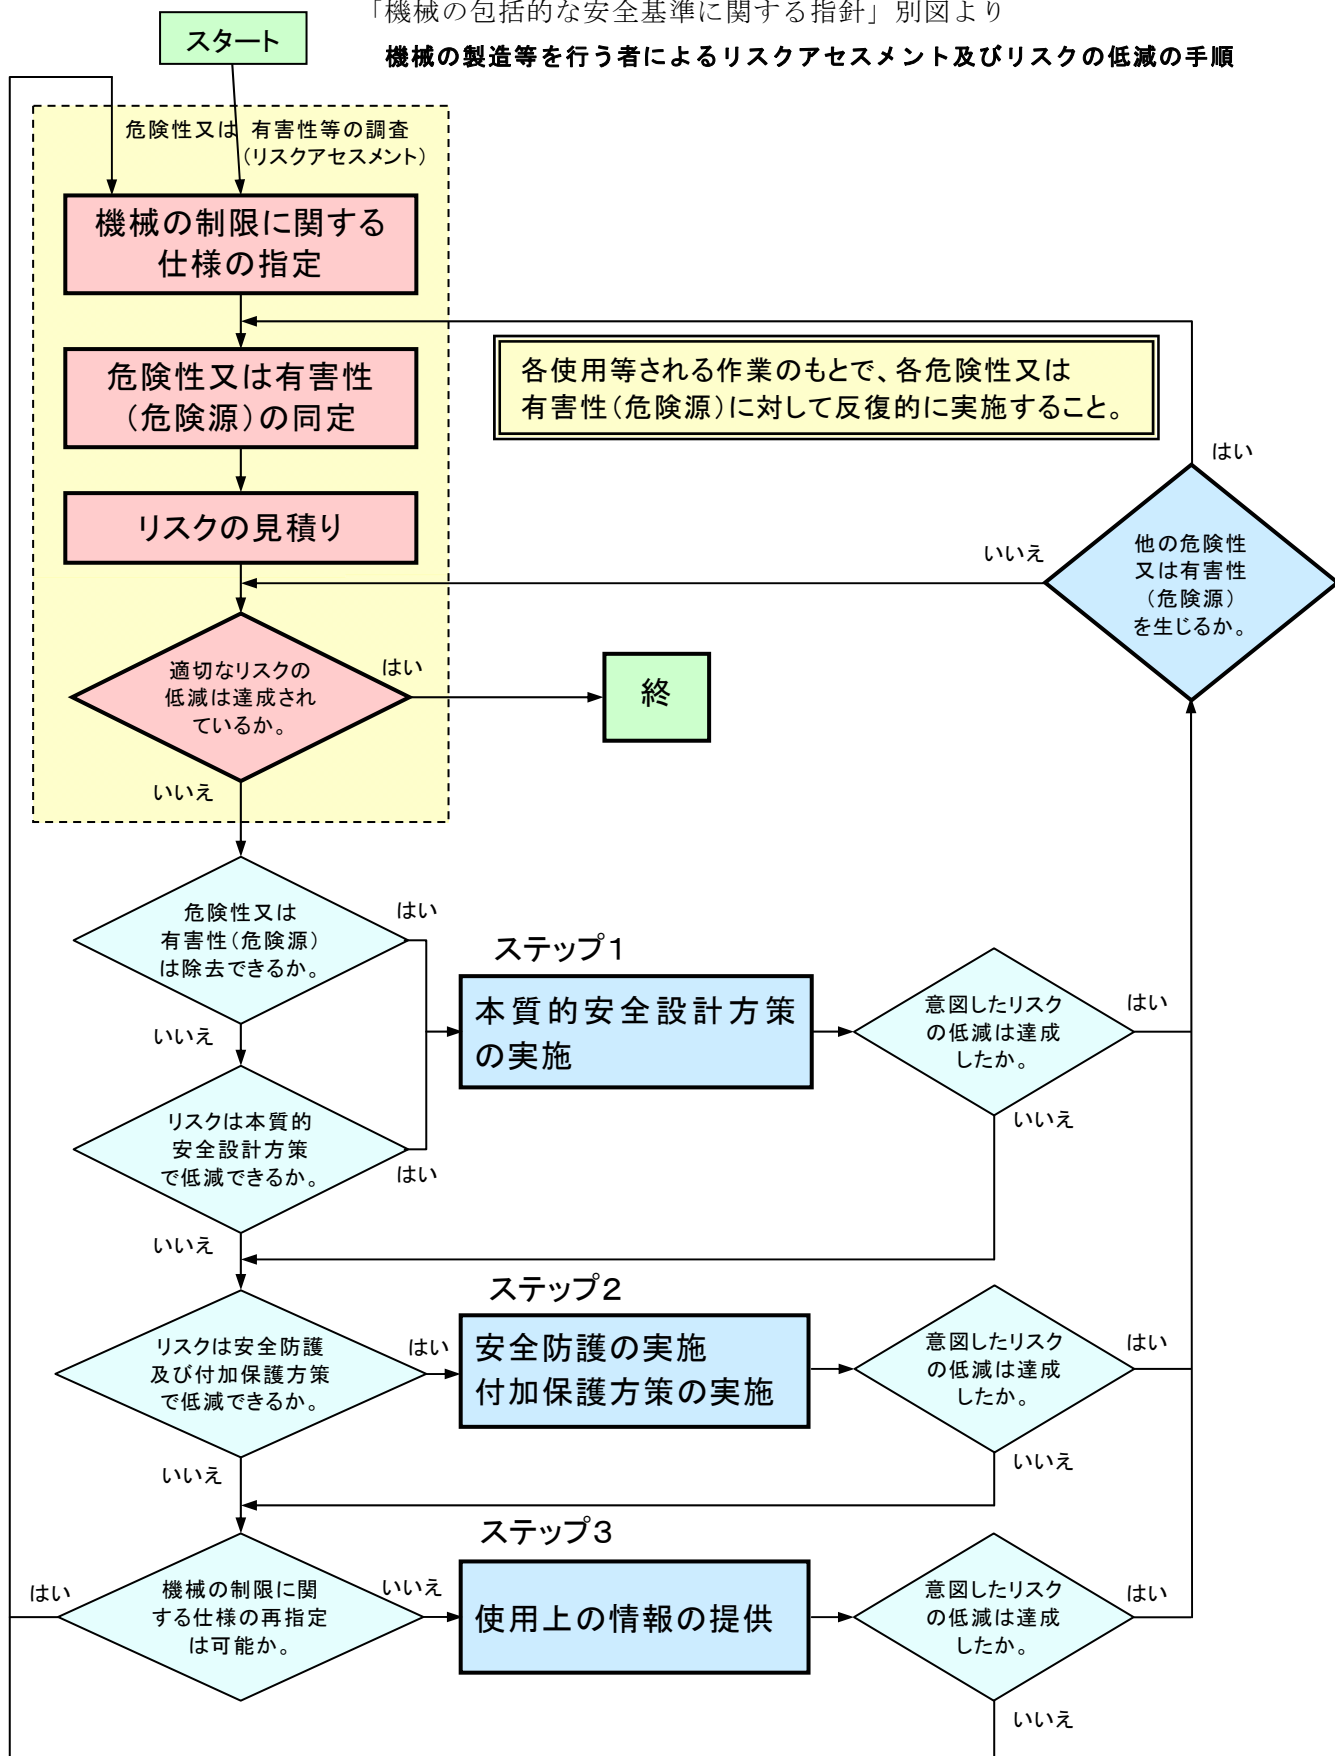 「機械の包括的な安全基準に関する指針」別図より
機械の製造等を行う者によるリスクアセスメント及びリスクの低減の手順
スタート
危険性又は 有害性等の調査
(リスクアセスメント)
機械の制限に関する
仕様の指定
危険性又は有害性
(危険源)の同定
各使用等される作業のもとで、各危険性又は
有害性(危険源)に対して反復的に実施すること。
リスクの見積り
はい
いいえ
他の危険性
又は有害性
(危険源)
を生じるか。
適切なリスクの
低減は達成され
ているか。
はい
終
いいえ
危険性又は
有害性(危険源)
は除去できるか。
はい
いいえ
ステップ1
本質的安全設計方策
の実施
意図したリスク
の低減は達成
したか。
はい
いいえ
リスクは本質的
安全設計方策
で低減できるか。
はい
いいえ
ステップ2
リスクは安全防護
及び付加保護方策
で低減できるか。
はい
安全防護の実施
付加保護方策の実施
意図したリスク
の低減は達成
したか。
はい
いいえ
いいえ
ステップ3
はい
機械の制限に関
する仕様の再指定
は可能か。
いいえ
使用上の情報の提供
意図したリスク
の低減は達成
したか。
はい
いいえ